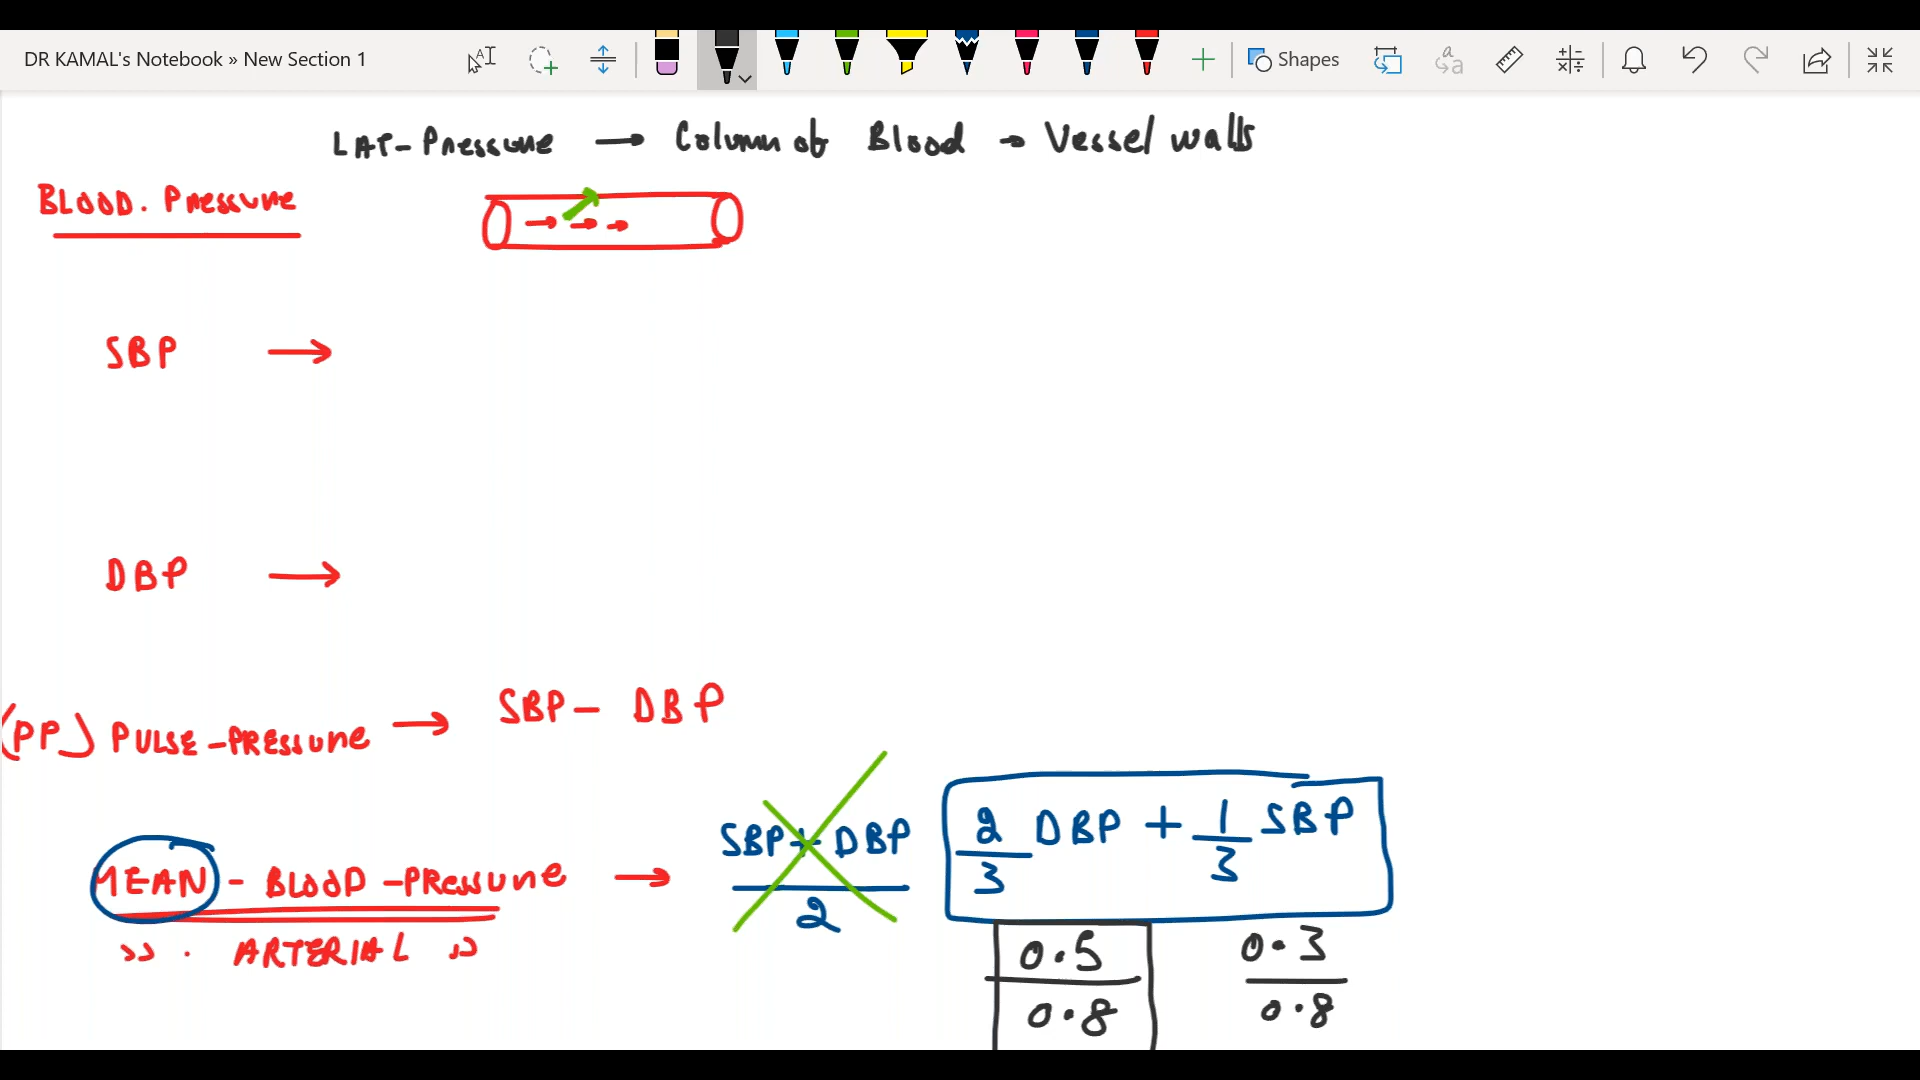 DR KAMAL's Notebook » New Section 1
Shapes
LAT-Pressure → Column of Blood → Vessel walls
BLOOD. Pressure
SBP →
DBP →
(PP) PULSE-PRESSURE → SBP - DBP
MEAN - BLOOD - PRESSURE → SBP + DBP / 2 2/3 DBP + 1/3 SBP
>> . ARTERIAL >>
0.5 / 0.8 0.3 / 0.8